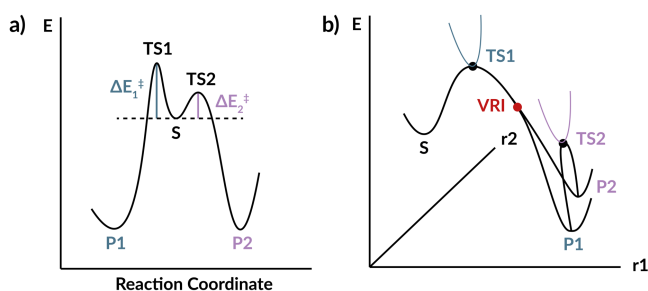 a)
E
TS1
ΔE₁‡
TS2
ΔE₂‡
S
P1
P2
Reaction Coordinate
b)
E
TS1
VRI
TS2
S
r2
P2
P1
r1